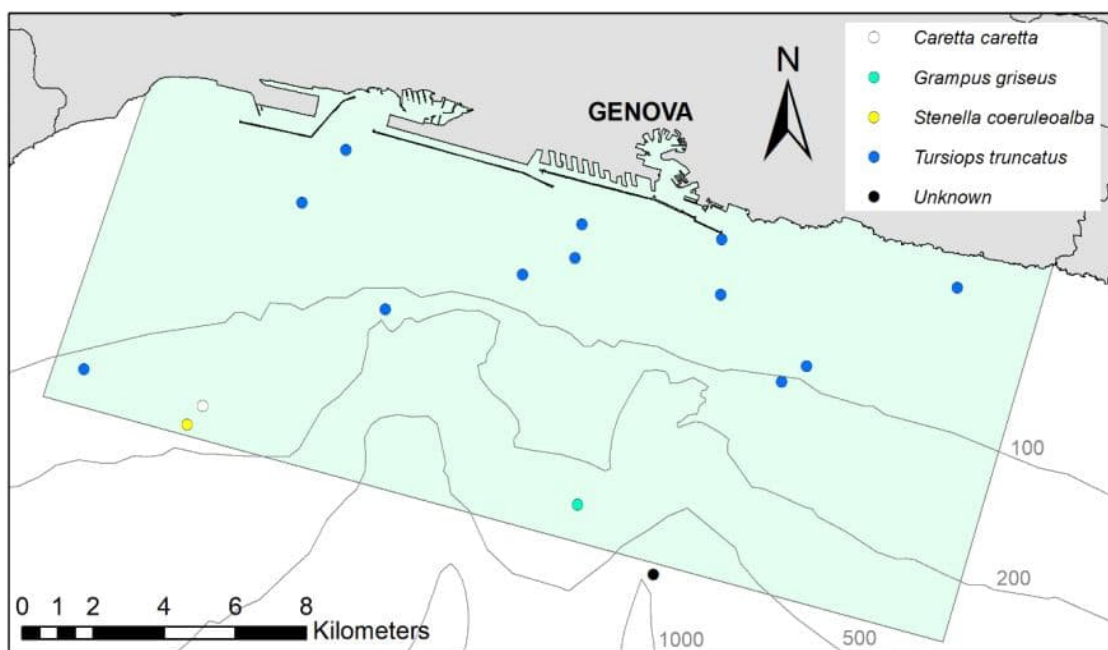 Caretta caretta
Grampus griseus
Stenella coeruleoalba
Tursiops truncatus
Unknown
N
GENOVA
100
200
500
1000
0 1 2 4 6 8
Kilometers